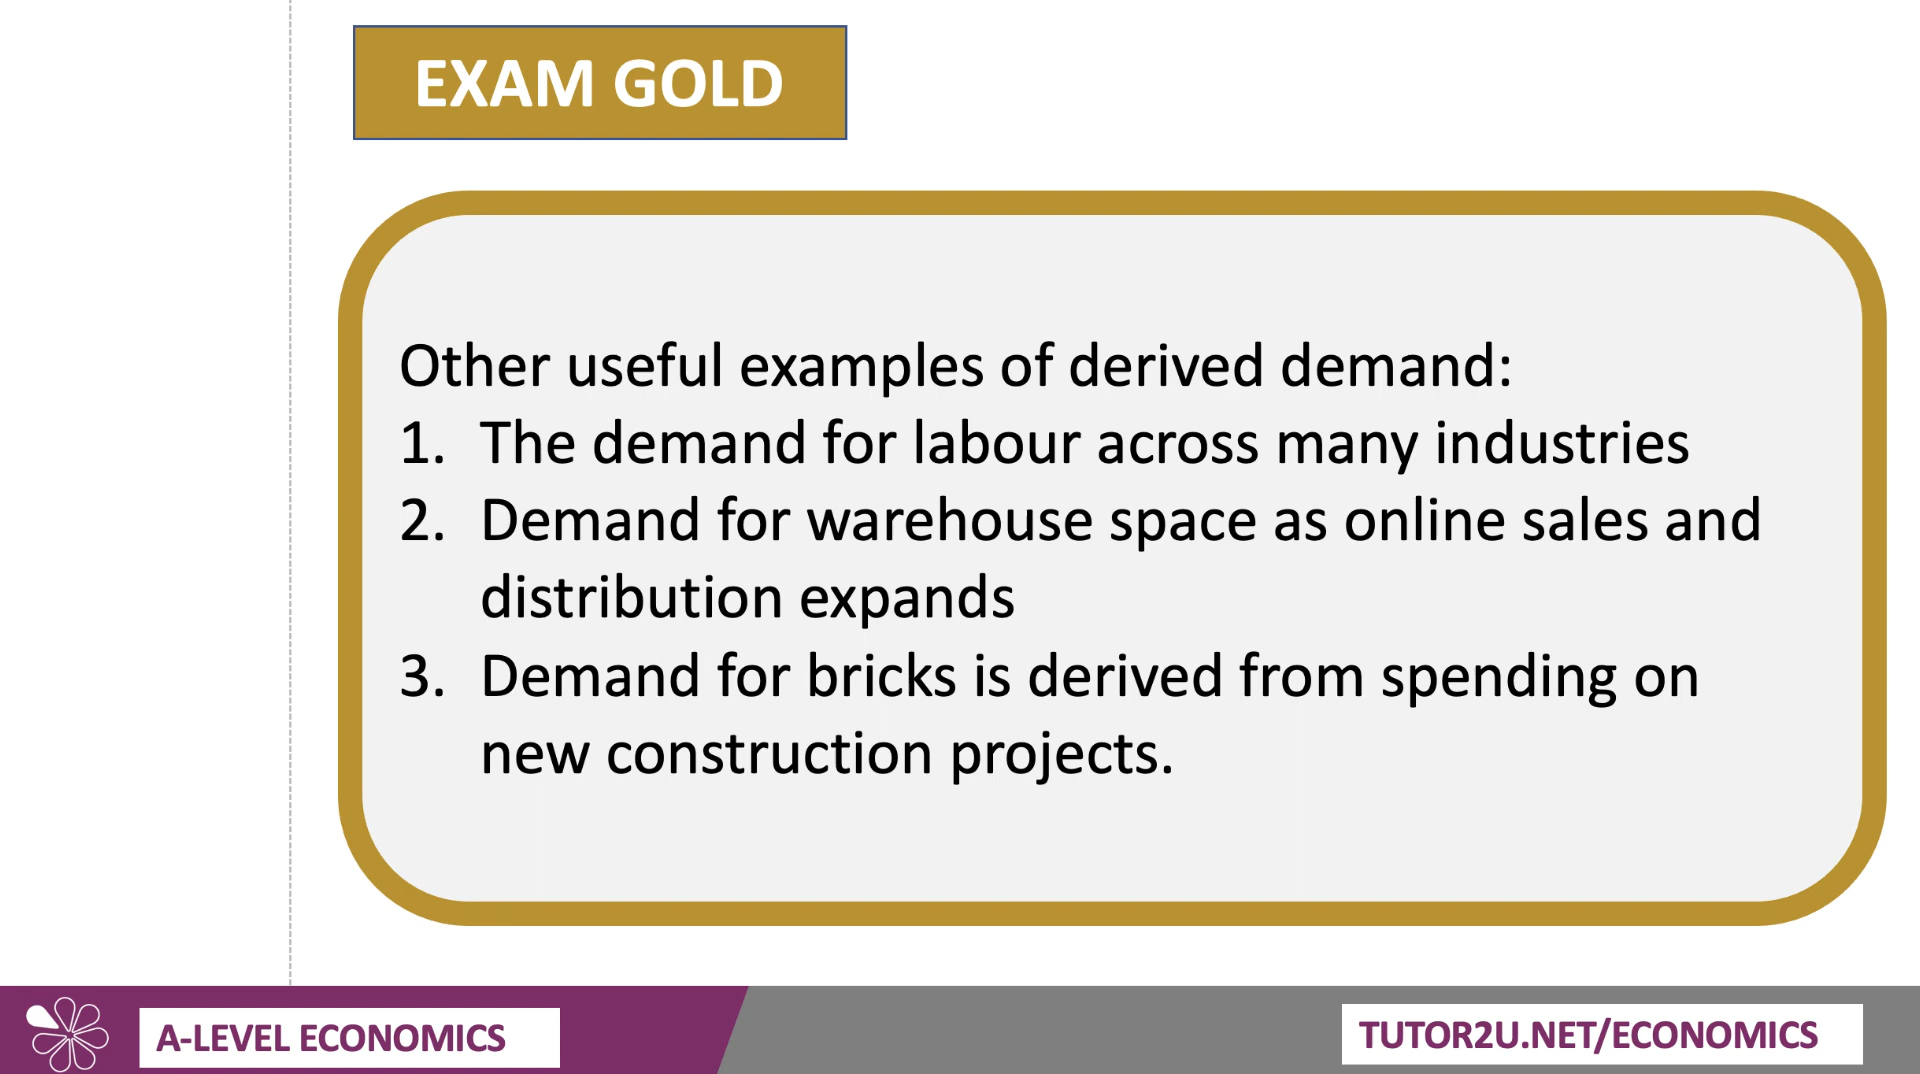 EXAM GOLD
Other useful examples of derived demand:
1. The demand for labour across many industries
2. Demand for warehouse space as online sales and
distribution expands
3. Demand for bricks is derived from spending on
new construction projects.
A-LEVEL ECONOMICS
TUTOR2U.NET/ECONOMICS